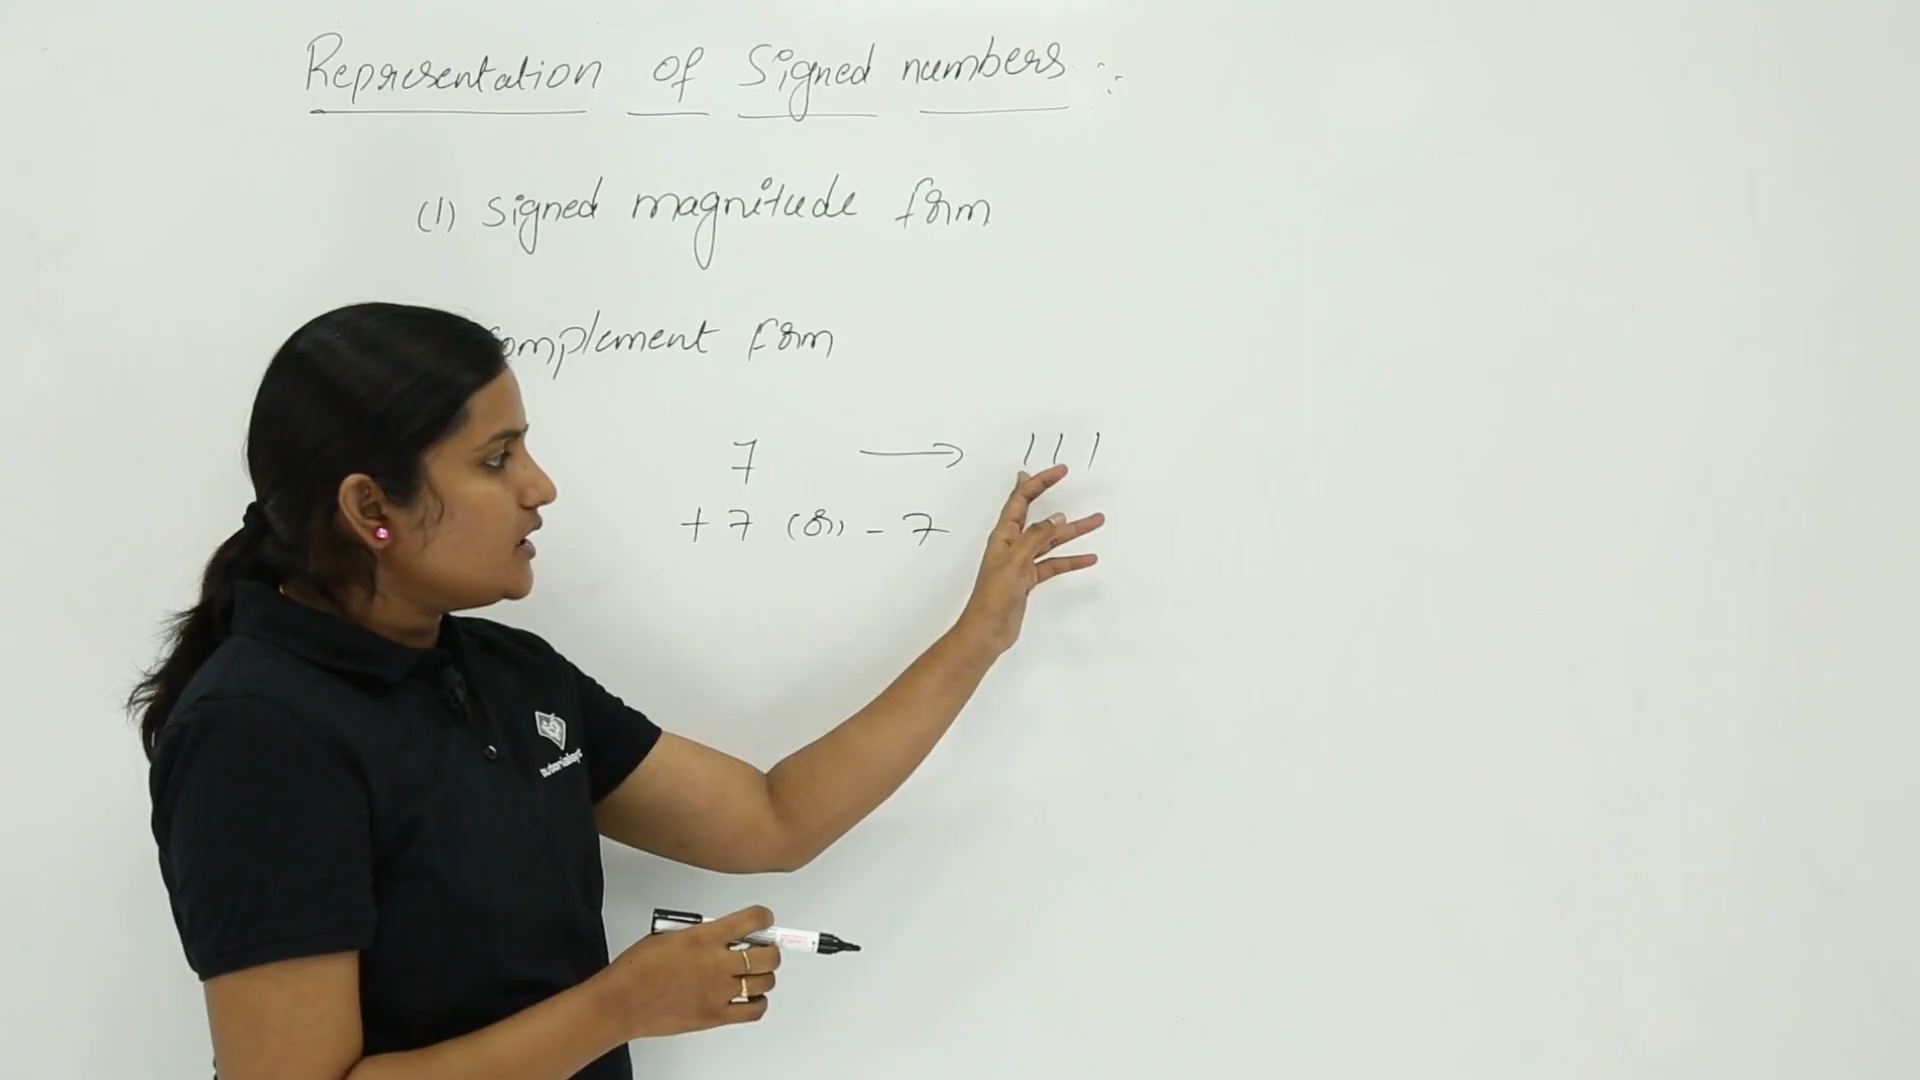 Representation of Signed numbers :
(1) signed magnitude form
complement form
7 → 111
+7 (or) - 7